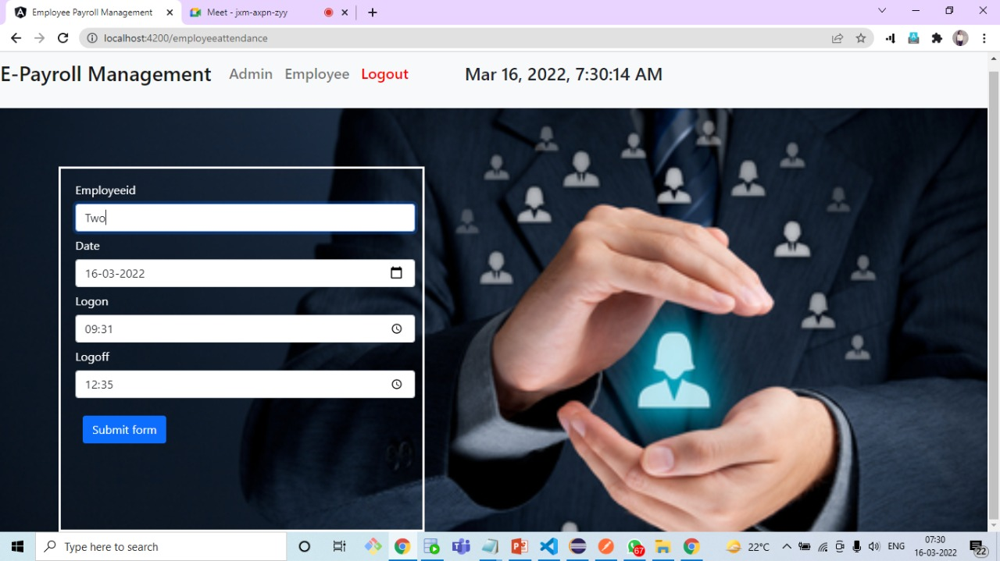 Employee Payroll Management
Meet - jxm-axpn-zyy
localhost:4200/employeeattendance
E-Payroll Management Admin Employee Logout Mar 16, 2022, 7:30:14 AM
Employeeid
Two
Date
16-03-2022
Logon
09:31
Logoff
12:35
Submit form
Type here to search
67
22°C
ENG
07:30
16-03-2022
22